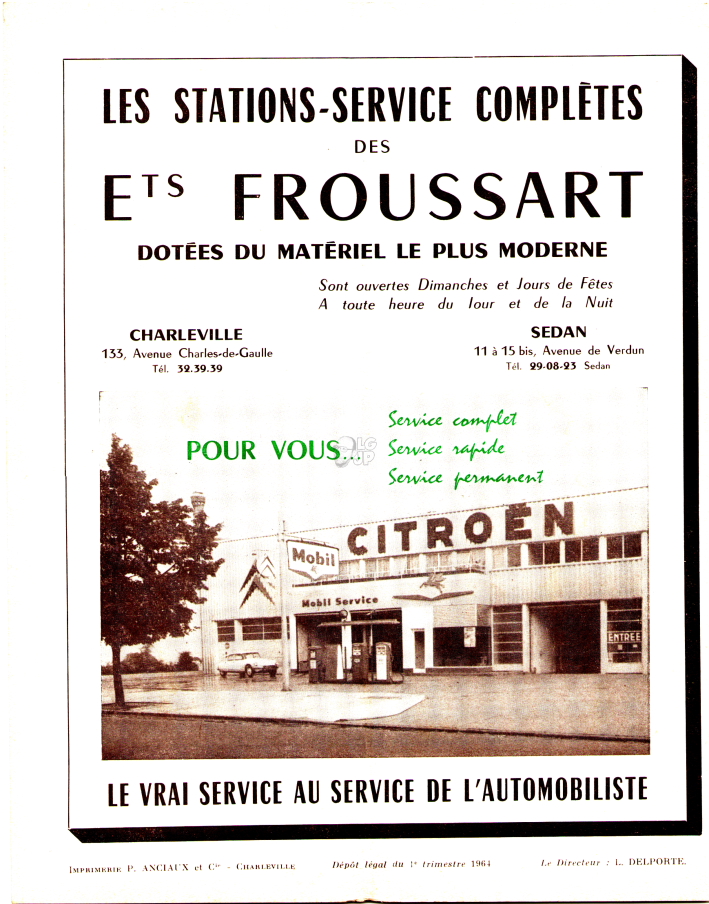 LES STATIONS-SERVICE COMPLÈTES
DES
ETS FROUSSART
DOTÉES DU MATÉRIEL LE PLUS MODERNE
Sont ouvertes Dimanches et Jours de Fêtes
A toute heure du Jour et de la Nuit
CHARLEVILLE
133, Avenue Charles-de-Gaulle
Tél. 32.39.39
SEDAN
11 à 15 bis, Avenue de Verdun
Tél. 29-08-23 Sedan
POUR VOUS...
Service complet
Service rapide
Service permanent
LG UP
CITROËN
Mobil
Mobil Service
ENTREE
LE VRAI SERVICE AU SERVICE DE L'AUTOMOBILISTE
IMPRIMERIE P. ANCIAUX et Cie - CHARLEVILLE
Dépôt légal du 1er trimestre 1964
Le Directeur : L. DELPORTE.